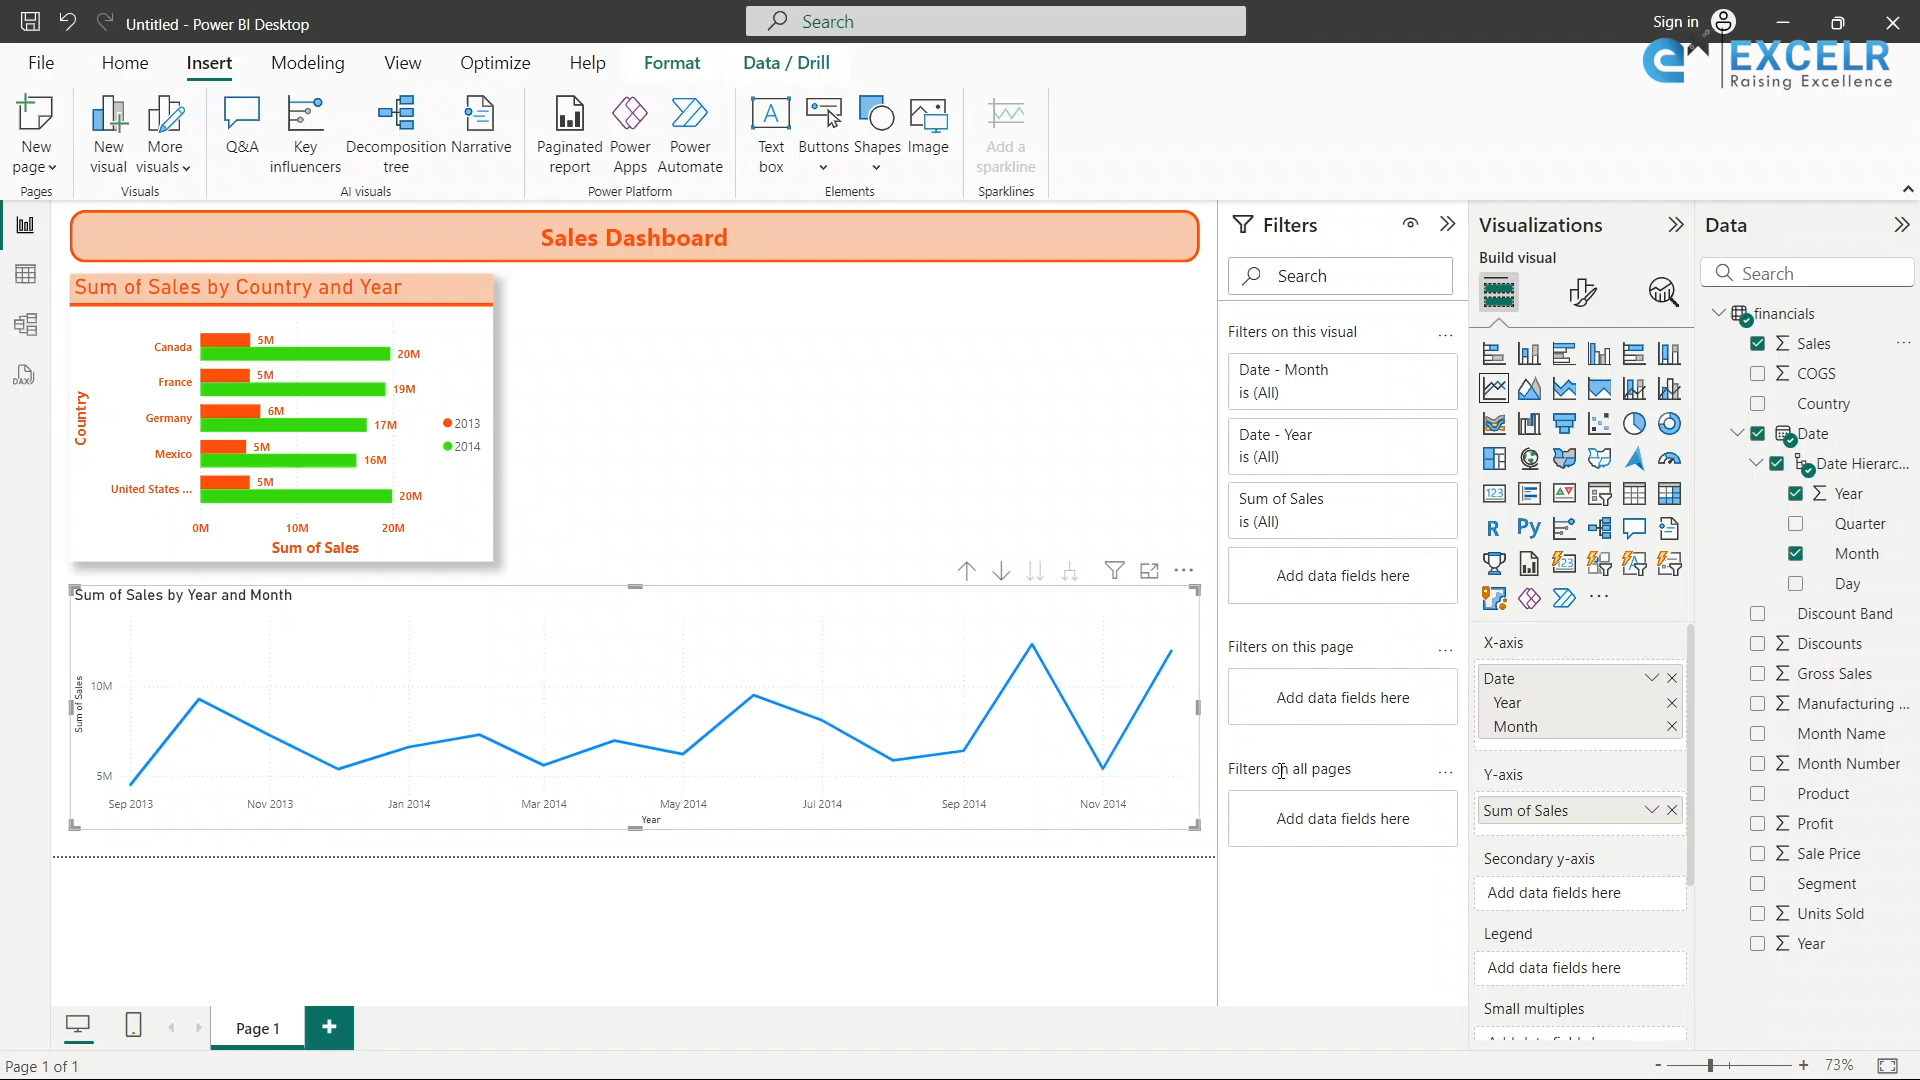 Untitled - Power BI Desktop
Search
Sign in
EXCELR
Raising Excellence
File
Home
Insert
Modeling
View
Optimize
Help
Format
Data / Drill
New
page
New
visual
More
visuals
Q&A
Key
influencers
Decomposition
tree
Narrative
Paginated
report
Power
Apps
Power
Automate
Text
box
Buttons
Shapes
Image
Add a
sparkline
Pages
Visuals
AI visuals
Power Platform
Elements
Sparklines
DAX
Sales Dashboard
Sum of Sales by Country and Year
Country
Canada
5M
20M
France
5M
19M
Germany
6M
17M
Mexico
5M
16M
United States ...
5M
20M
2013
2014
0M
10M
20M
Sum of Sales
Sum of Sales by Year and Month
Sum of Sales
10M
5M
Sep 2013
Nov 2013
Jan 2014
Mar 2014
May 2014
Jul 2014
Sep 2014
Nov 2014
Year
Filters
Search
Filters on this visual
...
Date - Month
is (All)
Date - Year
is (All)
Sum of Sales
is (All)
Add data fields here
Filters on this page
...
Add data fields here
Filters on all pages
...
Add data fields here
Visualizations
Build visual
123
R
Py
123
...
X-axis
Date
Year
Month
Y-axis
Sum of Sales
Secondary y-axis
Add data fields here
Legend
Add data fields here
Small multiples
Data
Search
financials
Sales
...
COGS
Country
Date
Date Hierarc...
Year
Quarter
Month
Day
Discount Band
Discounts
Gross Sales
Manufacturing ...
Month Name
Month Number
Product
Profit
Sale Price
Segment
Units Sold
Year
Page 1
+
Page 1 of 1
- + 73%